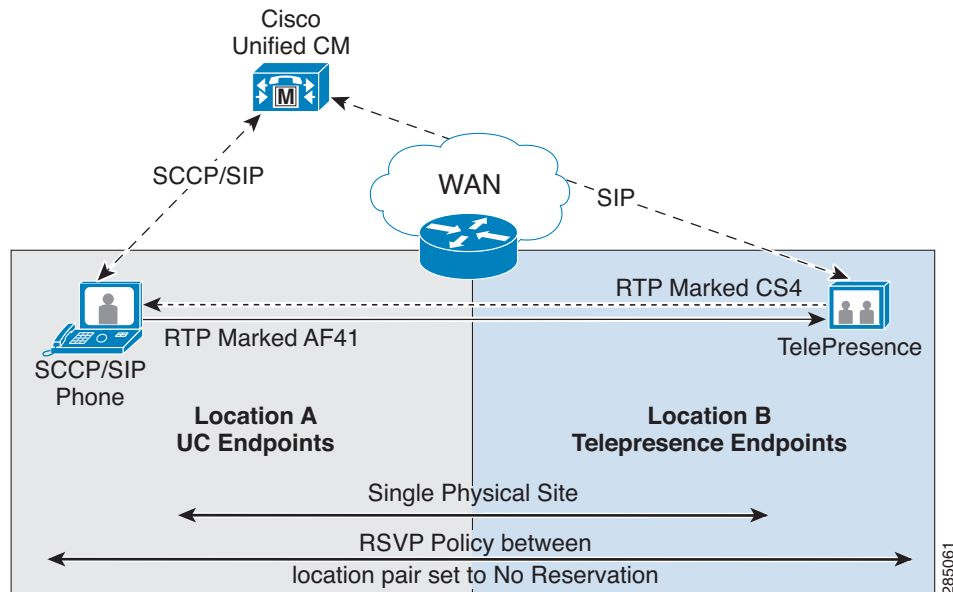 Cisco
Unified CM
M
SCCP/SIP
WAN
SIP
RTP Marked CS4
RTP Marked AF41
SCCP/SIP
Phone
TelePresence
Location A
UC Endpoints
Location B
Telepresence Endpoints
Single Physical Site
RSVP Policy between
location pair set to No Reservation
285061